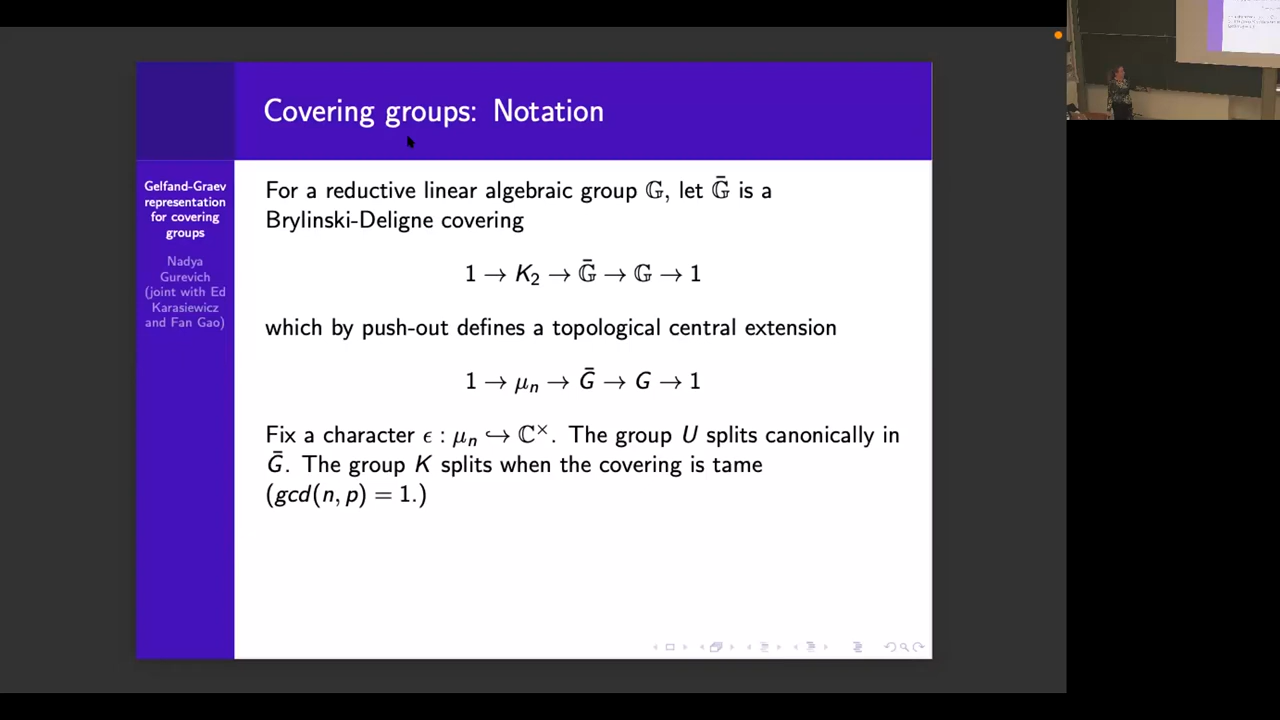 Covering groups: Notation
Gelfand-Graev
representation
for covering
groups
Nadya
Gurevich
(joint with Ed
Karasiewicz
and Fan Gao)
For a reductive linear algebraic group 𝔾, let 𝔾̄ is a
Brylinski-Deligne covering
1 → K₂ → 𝔾̄ → 𝔾 → 1
which by push-out defines a topological central extension
1 → μₙ → Ḡ → G → 1
Fix a character ϵ : μₙ ↪ ℂ×. The group U splits canonically in
Ḡ. The group K splits when the covering is tame
(gcd(n, p) = 1.)